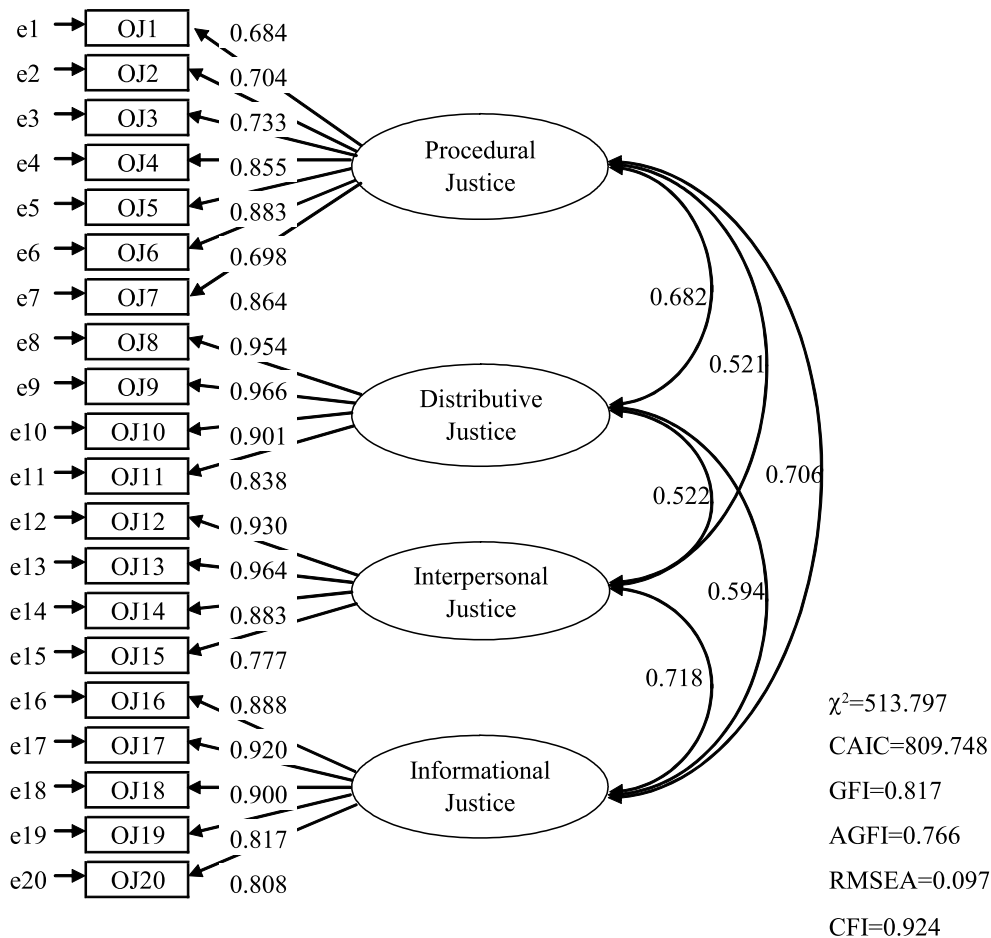 e1 OJ1 0.684
e2 OJ2 0.704
e3 OJ3 0.733
e4 OJ4 0.855
e5 OJ5 0.883
e6 OJ6 0.698
e7 OJ7 0.864
e8 OJ8 0.954
e9 OJ9 0.966
e10 OJ10 0.901
e11 OJ11 0.838
e12 OJ12 0.930
e13 OJ13 0.964
e14 OJ14 0.883
e15 OJ15 0.777
e16 OJ16 0.888
e17 OJ17 0.920
e18 OJ18 0.900
e19 OJ19 0.817
e20 OJ20 0.808
Procedural
Justice
Distributive
Justice
Interpersonal
Justice
Informational
Justice
0.682
0.521
0.706
0.522
0.594
0.718
χ²=513.797
CAIC=809.748
GFI=0.817
AGFI=0.766
RMSEA=0.097
CFI=0.924